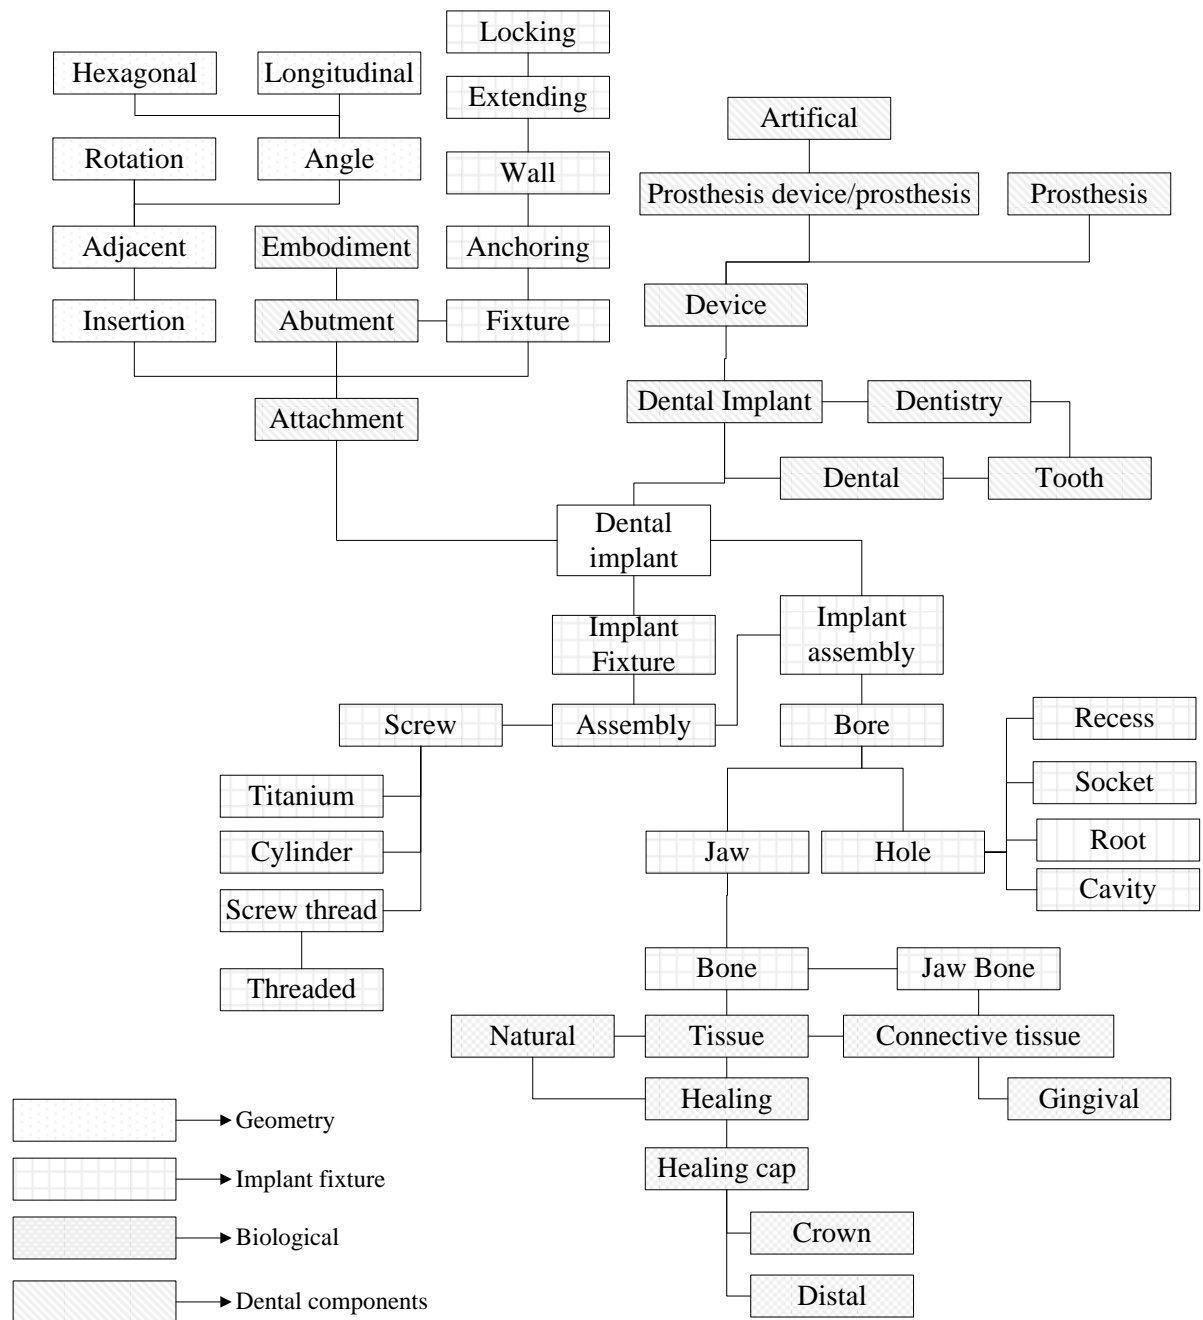 Locking
Hexagonal
Longitudinal
Extending
Artifical
Rotation
Angle
Wall
Prosthesis device/prosthesis
Prosthesis
Adjacent
Embodiment
Anchoring
Device
Insertion
Abutment
Fixture
Dental Implant
Dentistry
Attachment
Dental
Tooth
Dental
implant
Implant
Fixture
Implant
assembly
Screw
Assembly
Bore
Recess
Titanium
Socket
Cylinder
Jaw
Hole
Root
Cavity
Screw thread
Threaded
Bone
Jaw Bone
Natural
Tissue
Connective tissue
Healing
Gingival
Healing cap
Crown
Distal
Geometry
Implant fixture
Biological
Dental components